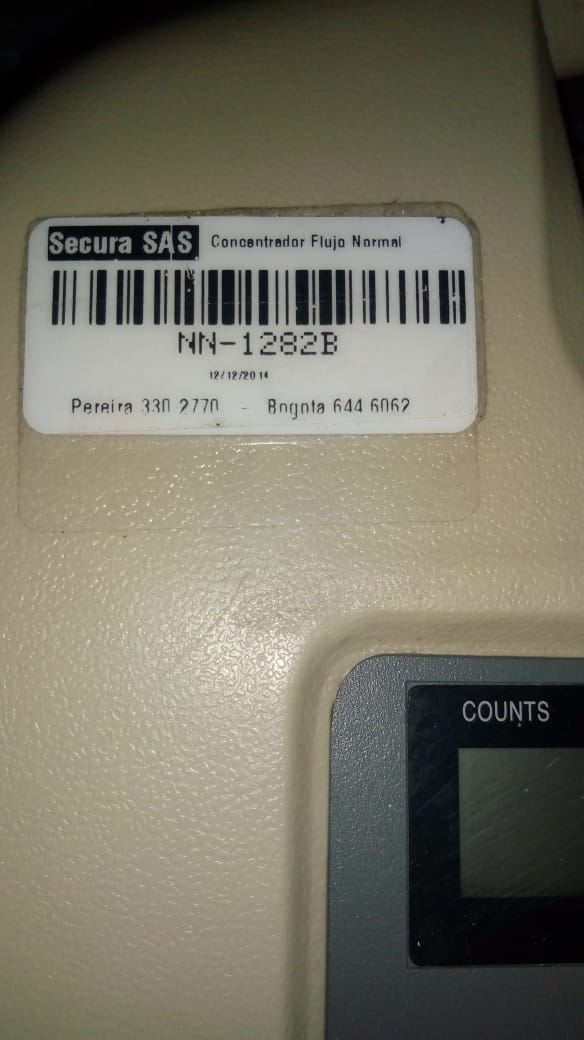 Secura SAS Concentrador Flujo Normal
NN-1282B
12/12/2014
Pereira 330 2770 - Bogota 644 6062
COUNTS